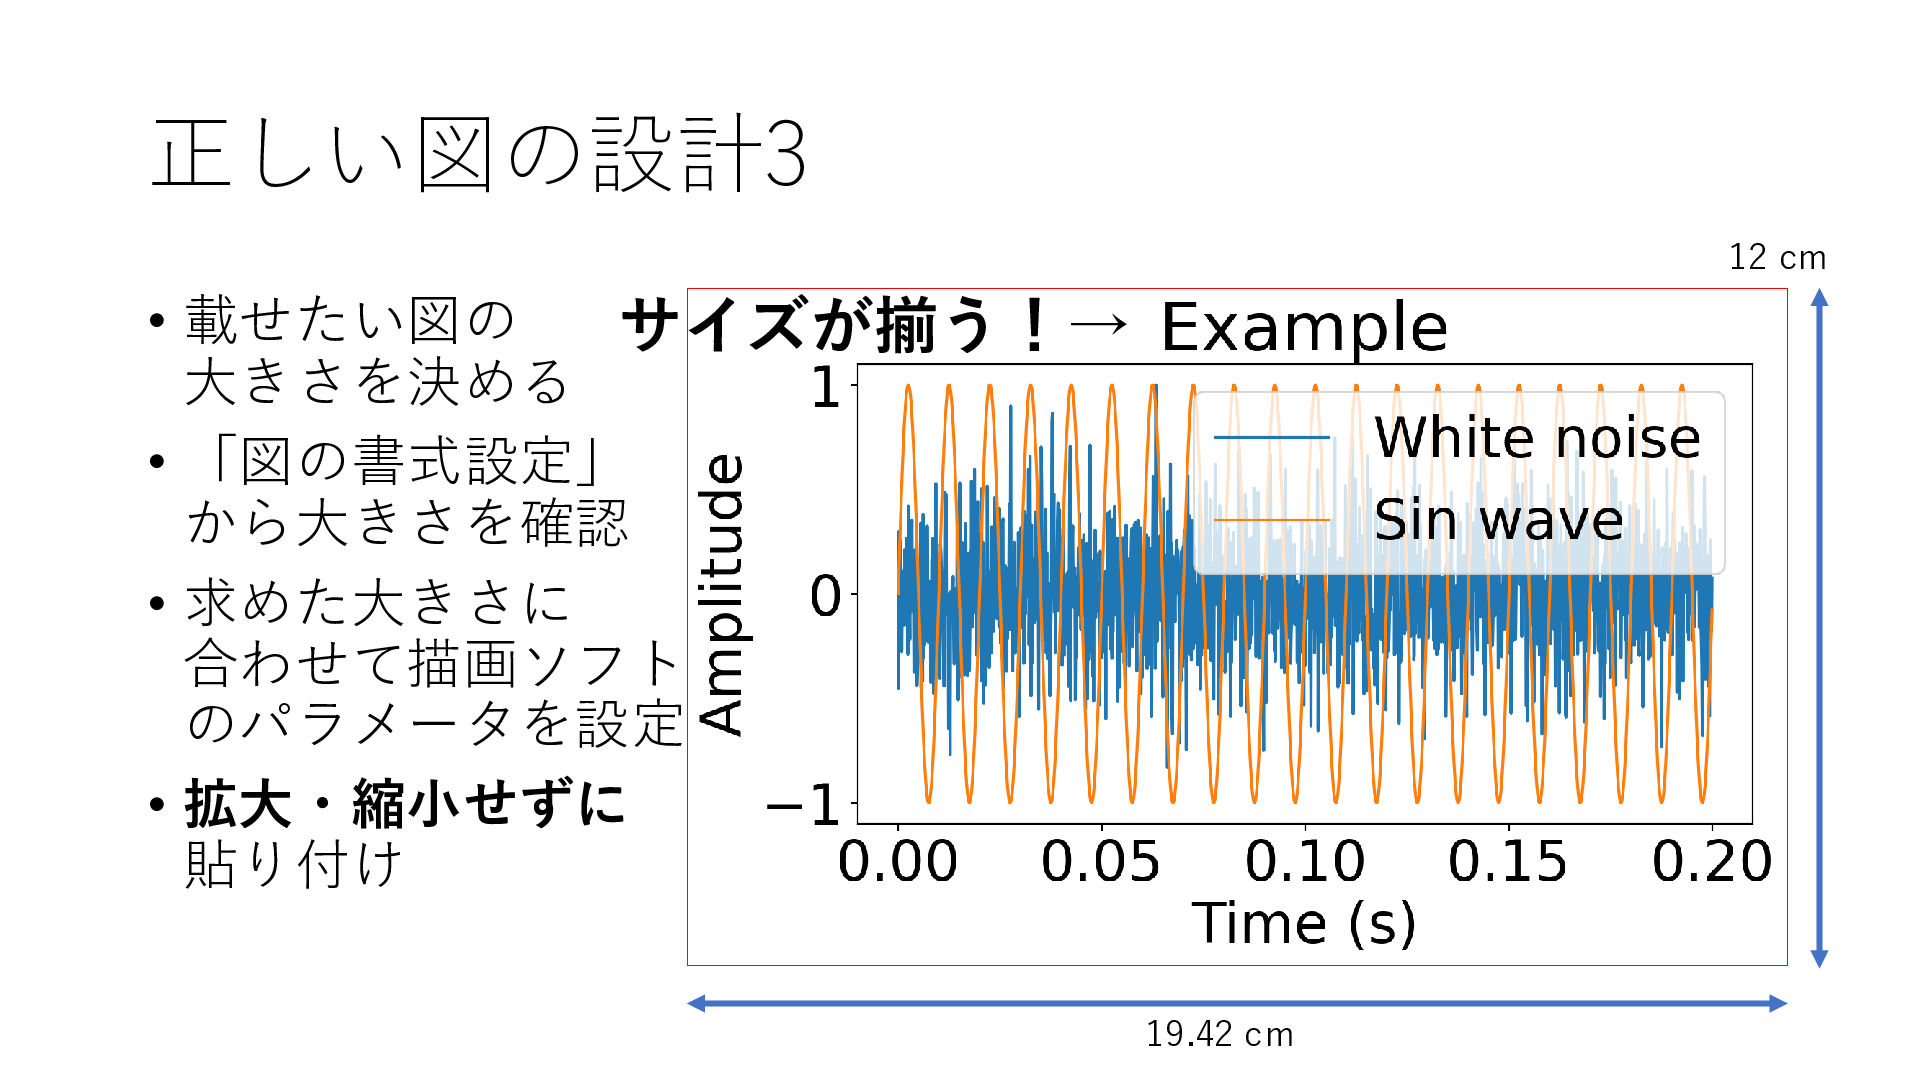 正しい図の設計3
• 載せたい図の
大きさを決める
• 「図の書式設定」
から大きさを確認
• 求めた大きさに
合わせて描画ソフト
のパラメータを設定
• 拡大・縮小せずに
貼り付け
サイズが揃う！→ Example
12 cm
White noise
Sin wave
Amplitude
1
0
−1
0.00 0.05 0.10 0.15 0.20
Time (s)
19.42 cm